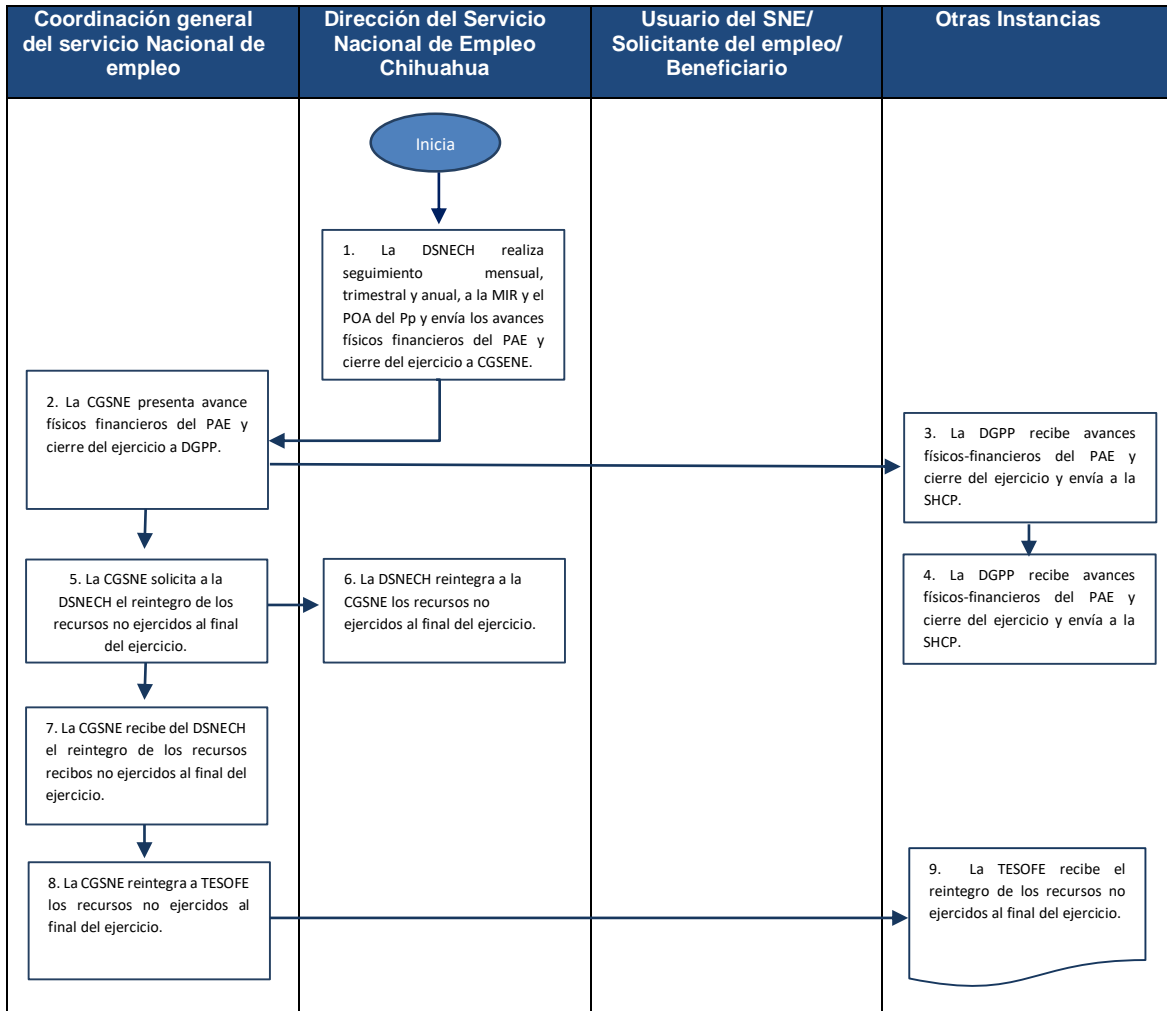 Coordinación general
del servicio Nacional de
empleo
Dirección del Servicio
Nacional de Empleo
Chihuahua
Usuario del SNE/
Solicitante del empleo/
Beneficiario
Otras Instancias
Inicia
1. La DSNECH realiza
seguimiento mensual,
trimestral y anual, a la MIR y el
POA del Pp y envía los avances
físicos financieros del PAE y
cierre del ejercicio a CGSENE.
2. La CGSNE presenta avance
físicos financieros del PAE y
cierre del ejercicio a DGPP.
3. La DGPP recibe avances
físicos-financieros del PAE y
cierre del ejercicio y envía a la
SHCP.
4. La DGPP recibe avances
físicos-financieros del PAE y
cierre del ejercicio y envía a la
SHCP.
5. La CGSNE solicita a la
DSNECH el reintegro de los
recursos no ejercidos al final
del ejercicio.
6. La DSNECH reintegra a la
CGSNE los recursos no
ejercidos al final del ejercicio.
7. La CGSNE recibe del DSNECH
el reintegro de los recursos
recibos no ejercidos al final del
ejercicio.
8. La CGSNE reintegra a TESOFE
los recursos no ejercidos al
final del ejercicio.
9. La TESOFE recibe el
reintegro de los recursos no
ejercidos al final del ejercicio.